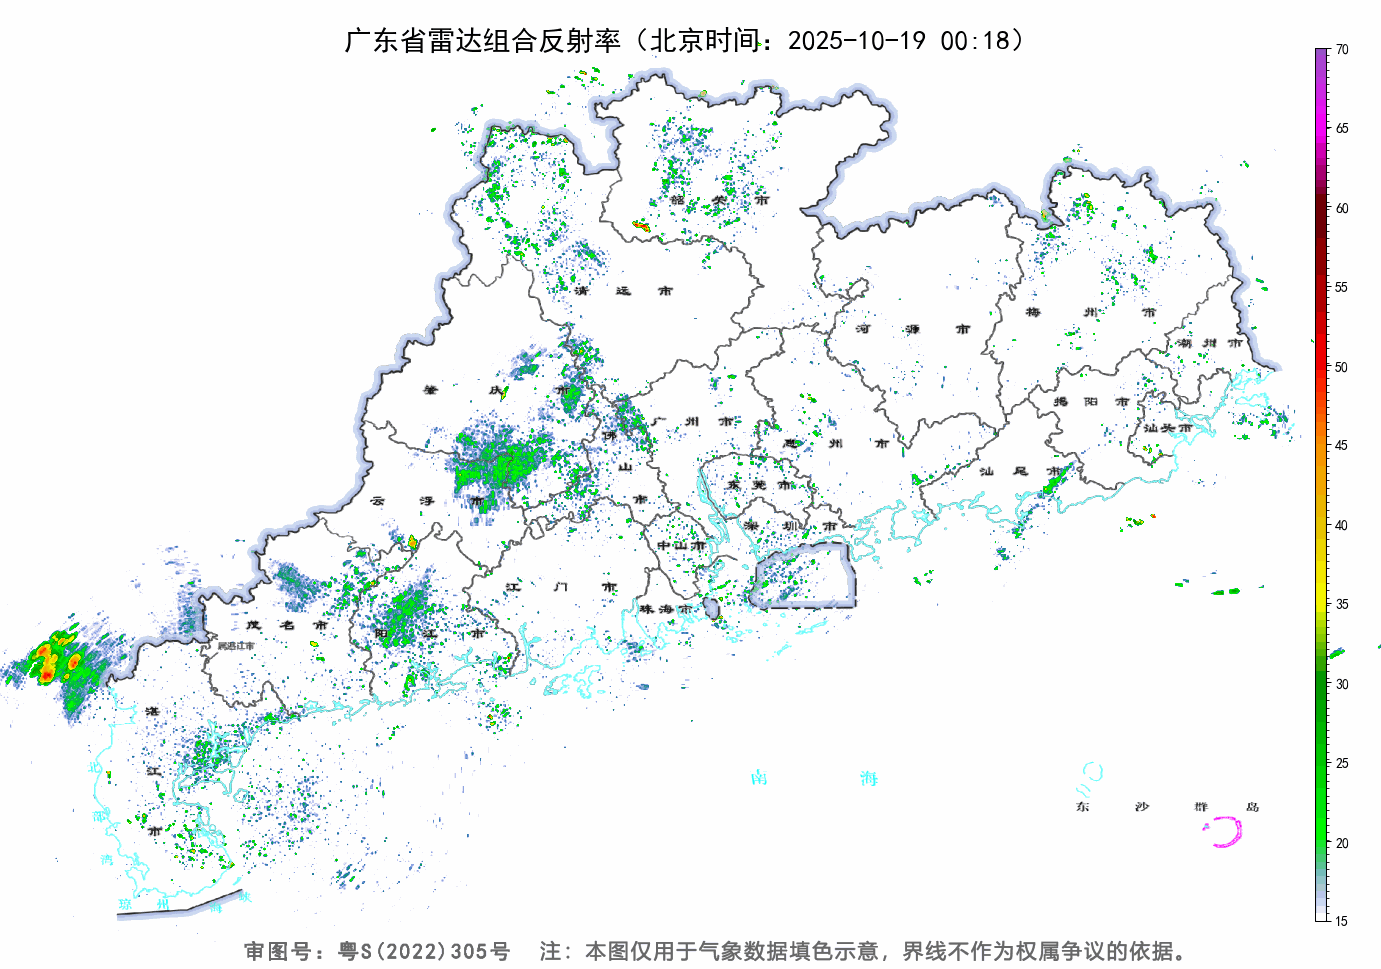 广东省雷达组合反射率（北京时间：2025-10-19 00:18）
70
65
60
55
50
45
40
35
30
25
20
15
韶关市
清远市
河源市
梅州市
潮州市
肇庆市
揭阳市
汕头市
广州市
佛山市
惠州市
汕尾市
云浮市
东莞市
深圳市
中山市
江门市
珠海市
茂名市
阳江市
属湛江市
湛江市
北部湾
南海
东沙群岛
琼州海峡
审图号：粤S(2022)305号 注：本图仅用于气象数据填色示意，界线不作为权属争议的依据。